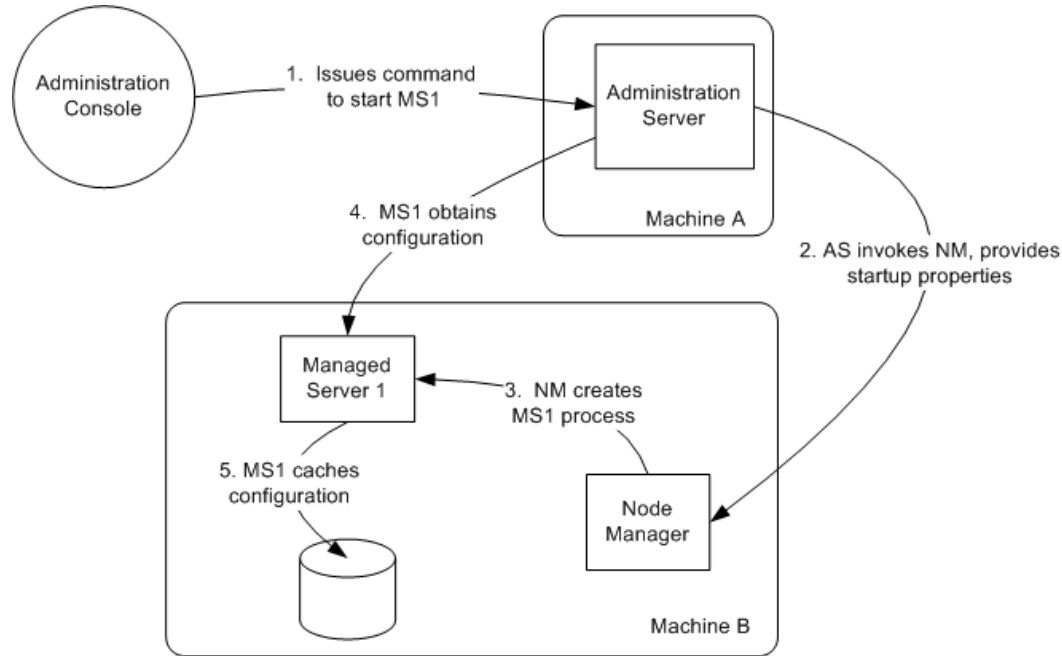 Administration
Console
1.  Issues command
to start MS1
Administration
Server
Machine A
4.  MS1 obtains
configuration
2. AS invokes NM, provides
startup properties
Managed
Server 1
3.  NM creates
MS1 process
5. MS1 caches
configuration
Node
Manager
Machine B